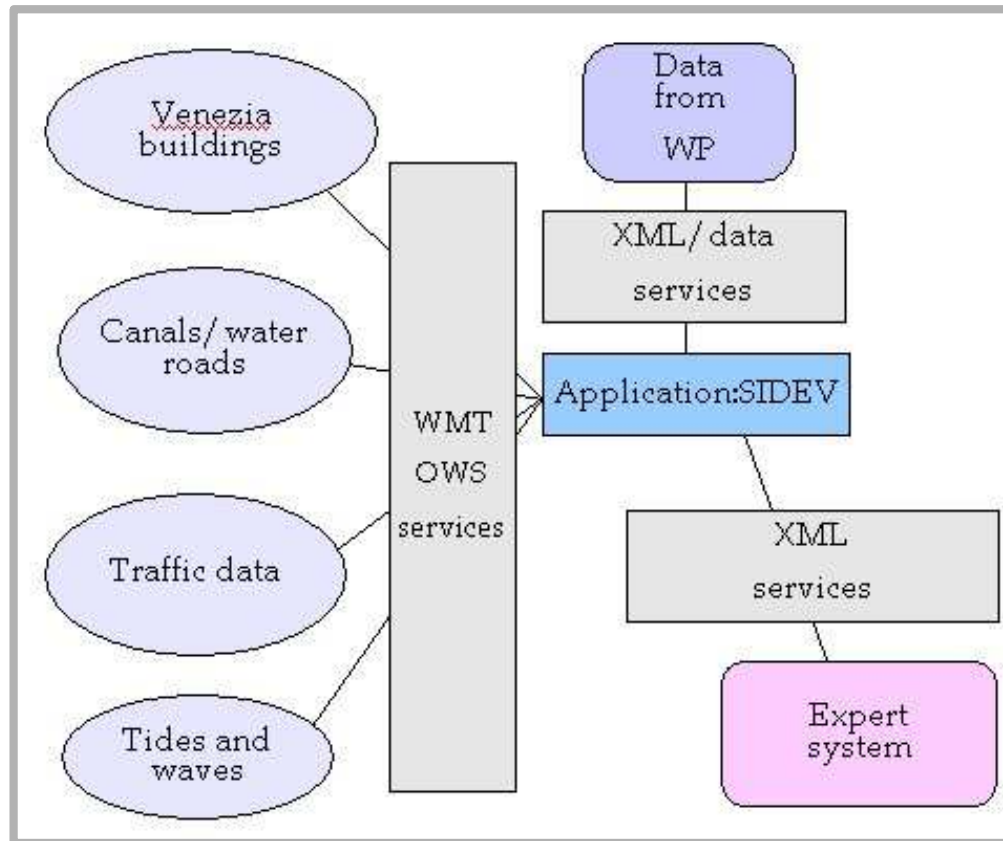 Venezia
buildings
Canals/ water
roads
Traffic data
Tides and
waves
WMT
OWS
services
Data
from
WP
XML/ data
services
Application:SIDEV
XML
services
Expert
system